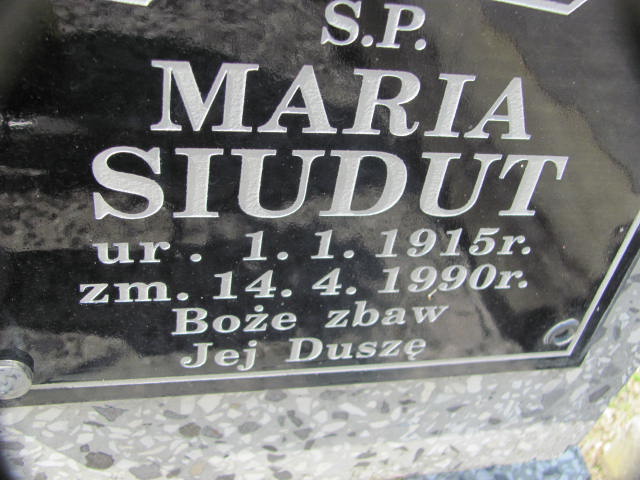 S.P.
MARIA
SIUDUT
ur. 1. 1. 1915r.
zm. 14. 4. 1990r.
Boże zbaw
Jej Duszę